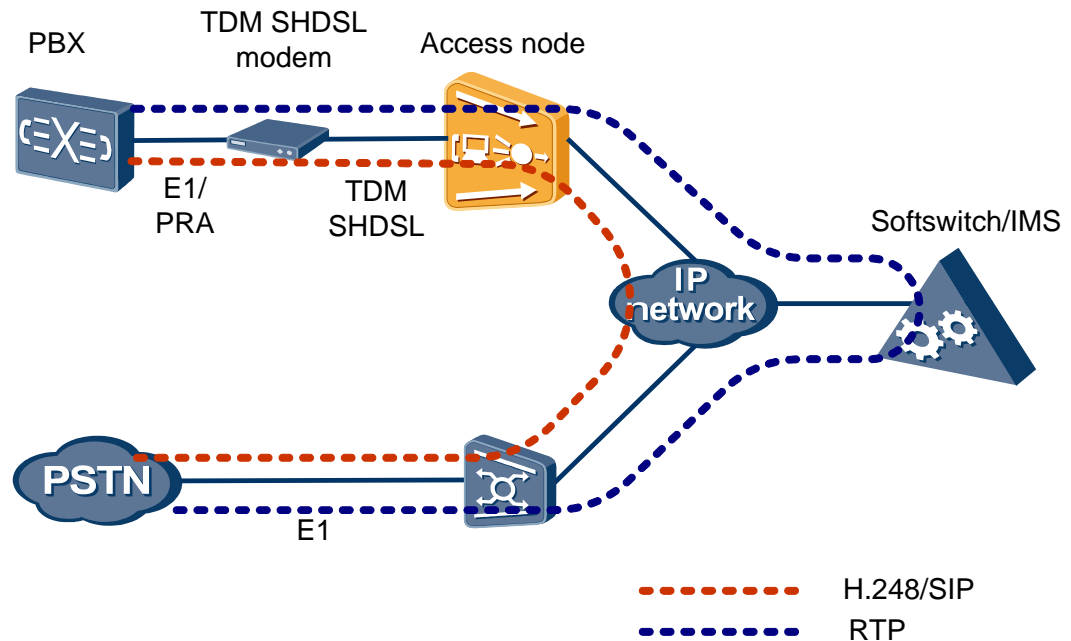 PBX
TDM SHDSL
modem
Access node
E1/
PRA
TDM
SHDSL
Softswitch/IMS
IP
network
PSTN
E1
H.248/SIP
RTP